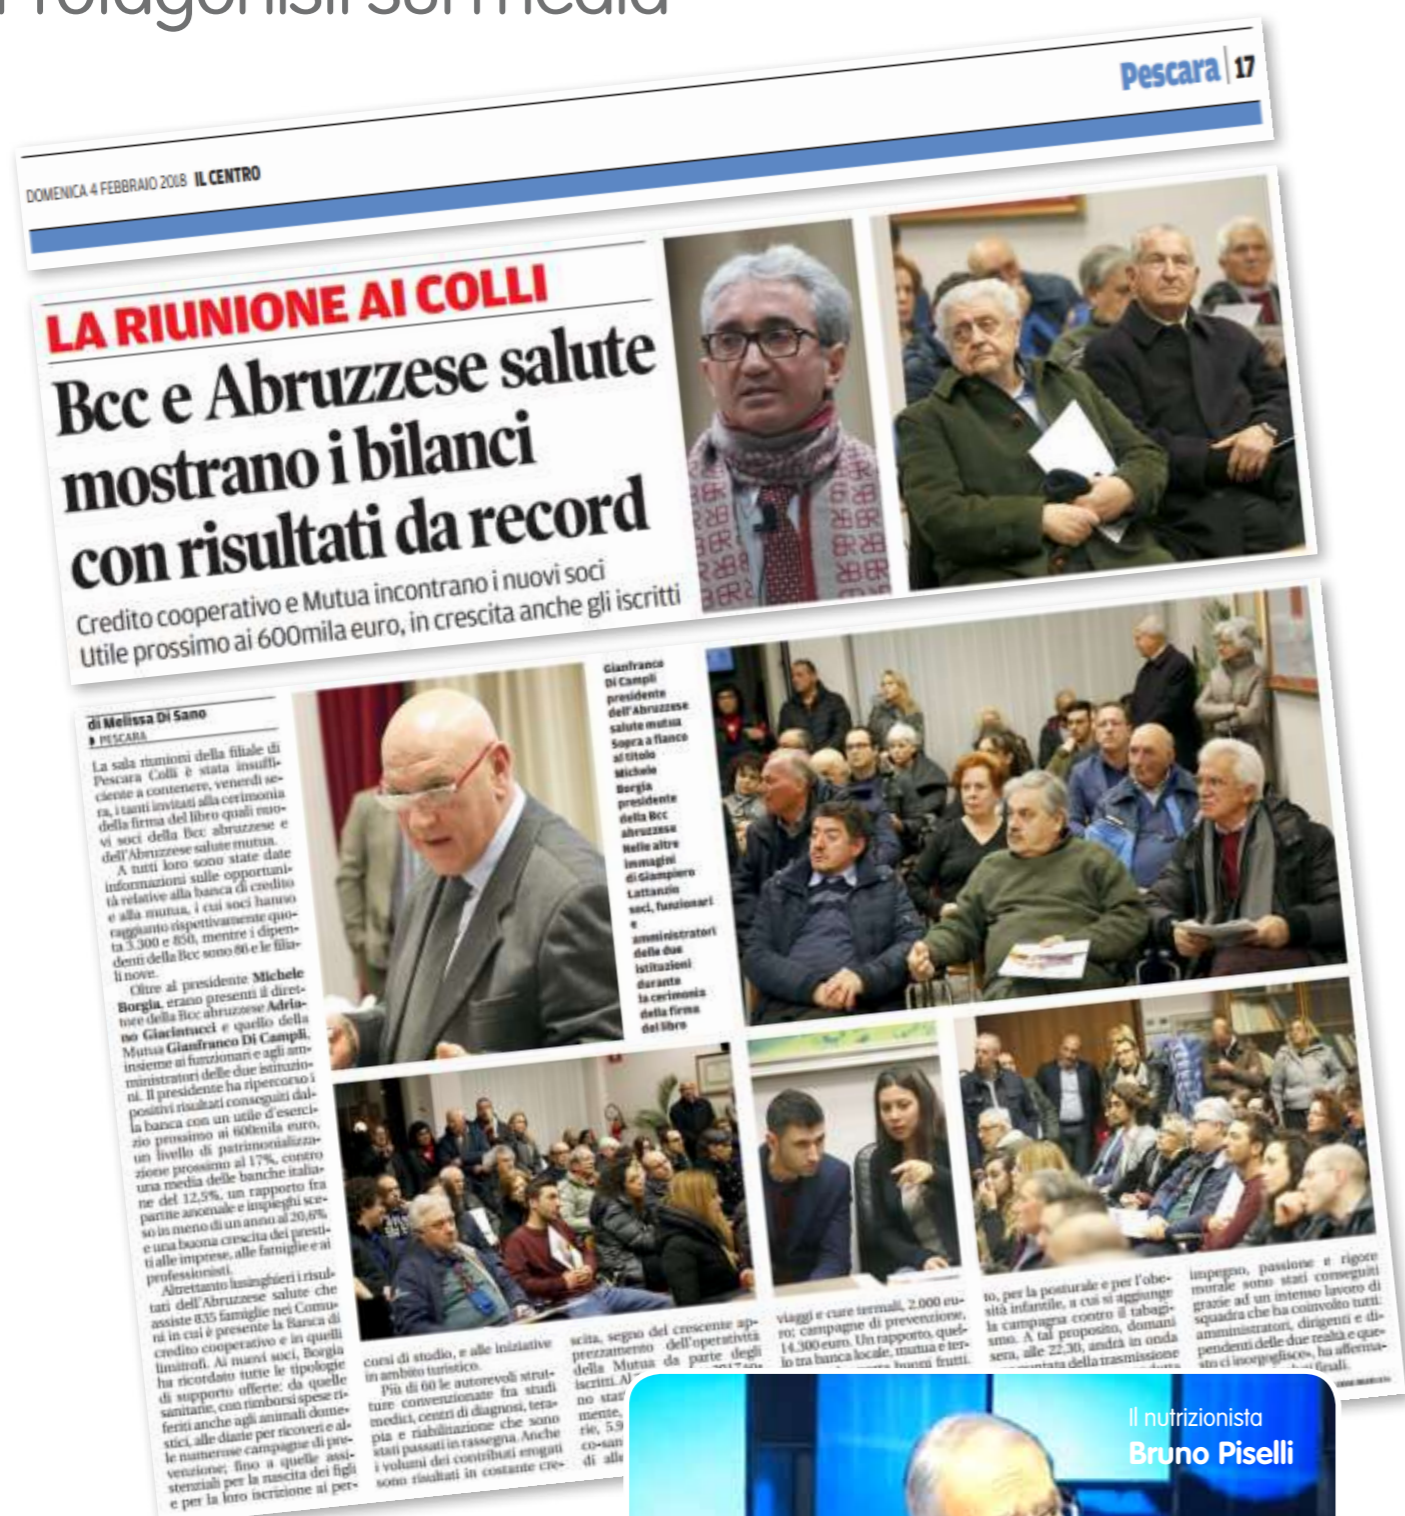 Protagonisti sui media
Pescara 17
DOMENICA 4 FEBBRAIO 2018 IL CENTRO
LA RIUNIONE AI COLLI
Bcc e Abruzzese salute
mostrano i bilanci
con risultati da record
Credito cooperativo e Mutua incontrano i nuovi soci
Utile prossimo ai 600mila euro, in crescita anche gli iscritti
di Melissa Di Sano
PESCARA
La sala riunioni della filiale di
Pescara Colli è stata insuffi-
ciente a contenere, venerdì se-
ra, i tanti invitati alla cerimonia
della firma del libro quali nuo-
vi soci della Bcc abruzzese e
dell'Abruzzese salute mutua.
A tutti loro sono state date
informazioni sulle opportuni-
tà relative alla banca di credito
e alla mutua, i cui soci hanno
raggiunto rispettivamente quo-
ta 3.300 e 850, mentre i dipen-
denti della Bcc sono 86 e le filia-
li nove.
Oltre al presidente Michele
Borgia, erano presenti il diret-
tore della Bcc abruzzese Adria-
no Giacintucci e quello della
Mutua Gianfranco Di Campli,
insieme ai funzionari e agli am-
ministratori delle due istituzio-
ni. Il presidente ha ripercorso i
positivi risultati conseguiti dal-
la banca con un utile d'eserci-
zio prossimo ai 600mila euro,
un livello di patrimonializza-
zione prossimo al 17%, contro
una media delle banche italia-
ne del 12,5%, un rapporto fra
partite anomale e impieghi sce-
so in meno di un anno al 20,6%
e una buona crescita dei presti-
ti alle imprese, alle famiglie e ai
professionisti.
Altrettanto lusinghieri i risul-
tati dell'Abruzzese salute che
assiste 835 famiglie nei Comu-
ni in cui è presente la Banca di
credito cooperativo e in quelli
limitrofi. Ai nuovi soci, Borgia
ha ricordato tutte le tipologie
di supporto offerte: da quelle
sanitarie, con rimborsi spese ri-
feriti anche agli animali dome-
stici, alle diarie per ricoveri e al-
le numerose campagne di pre-
venzione; fino a quelle assi-
stenziali per la nascita dei figli
e per la loro iscrizione ai per-
Gianfranco
Di Campli
presidente
dell'Abruzzese
salute mutua
Sopra a fianco
al titolo
Michele
Borgia
presidente
della Bcc
abruzzese
Nelle altre
immagini
di Giampiero
Lattanzio
soci, funzionari
e
amministratori
delle due
istituzioni
durante
la cerimonia
della firma
del libro
corsi di studio, e alle iniziative
in ambito turistico.
Più di 60 le autorevoli strut-
ture convenzionate fra studi
medici, centri di diagnosi, tera-
pia e riabilitazione che sono
stati passati in rassegna. Anche
i volumi dei contributi erogati
sono risultati in costante cre-
scita, segno del crescente ap-
prezzamento dell'operatività
della Mutua da parte degli
iscritti.
no
mente,
rie, 5.9
co-san
di alle
viaggi e cure termali, 2.000 eu-
ro; campagne di prevenzione,
14.300 euro. Un rapporto, quel-
lo tra banca locale, mutua e ter-
buoni frutti.
to, per la posturale e per l'obe-
sità infantile, a cui si aggiunge
la campagna contro il tabagi-
smo. A tal proposito, domani
sera, alle 22,30, andrà in onda
della trasmissione
impegno, passione e rigore
morale sono stati conseguiti
grazie ad un intenso lavoro di
squadra che ha coinvolto tutti:
amministratori, dirigenti e di-
pendenti delle due realtà e que-
sto ci inorgoglisce», ha afferma-
finali.
Il nutrizionista
Bruno Piselli